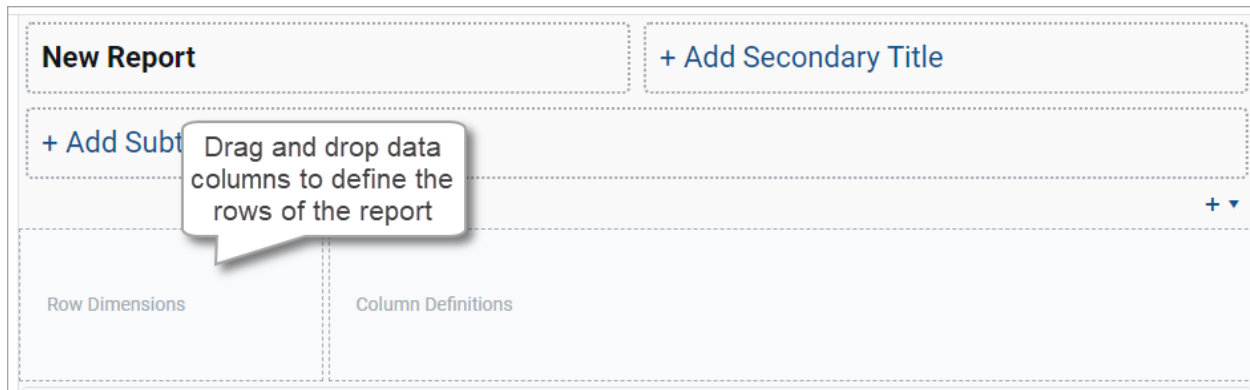 New Report
+ Add Secondary Title
+ Add Subt
Drag and drop data
columns to define the
rows of the report
+
Row Dimensions
Column Definitions